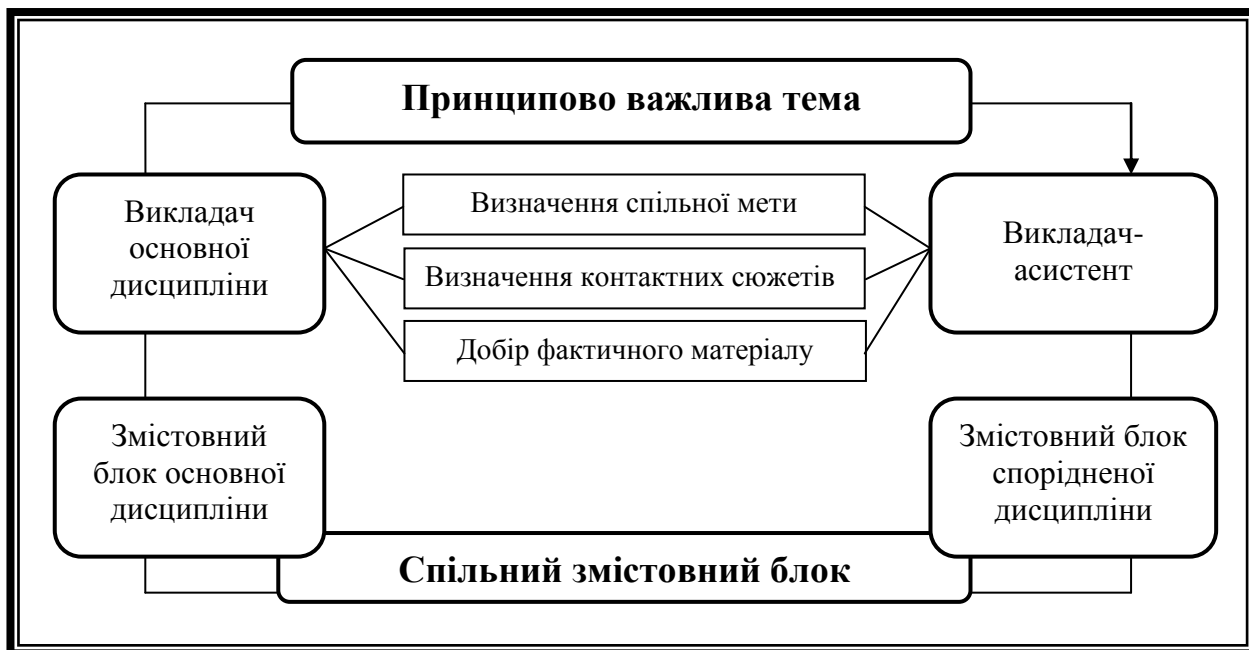 Принципово важлива тема
Викладач
основної
дисципліни
Визначення спільної мети
Визначення контактних сюжетів
Добір фактичного матеріалу
Викладач-
асистент
Змістовний
блок основної
дисципліни
Змістовний блок
спорідненої
дисципліни
Спільний змістовний блок